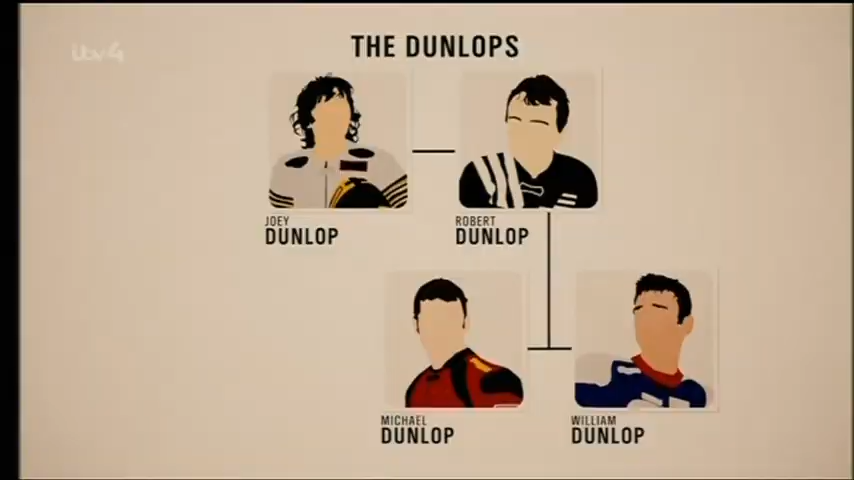 itv4
THE DUNLOPS
JOEY
DUNLOP
ROBERT
DUNLOP
MICHAEL
DUNLOP
WILLIAM
DUNLOP